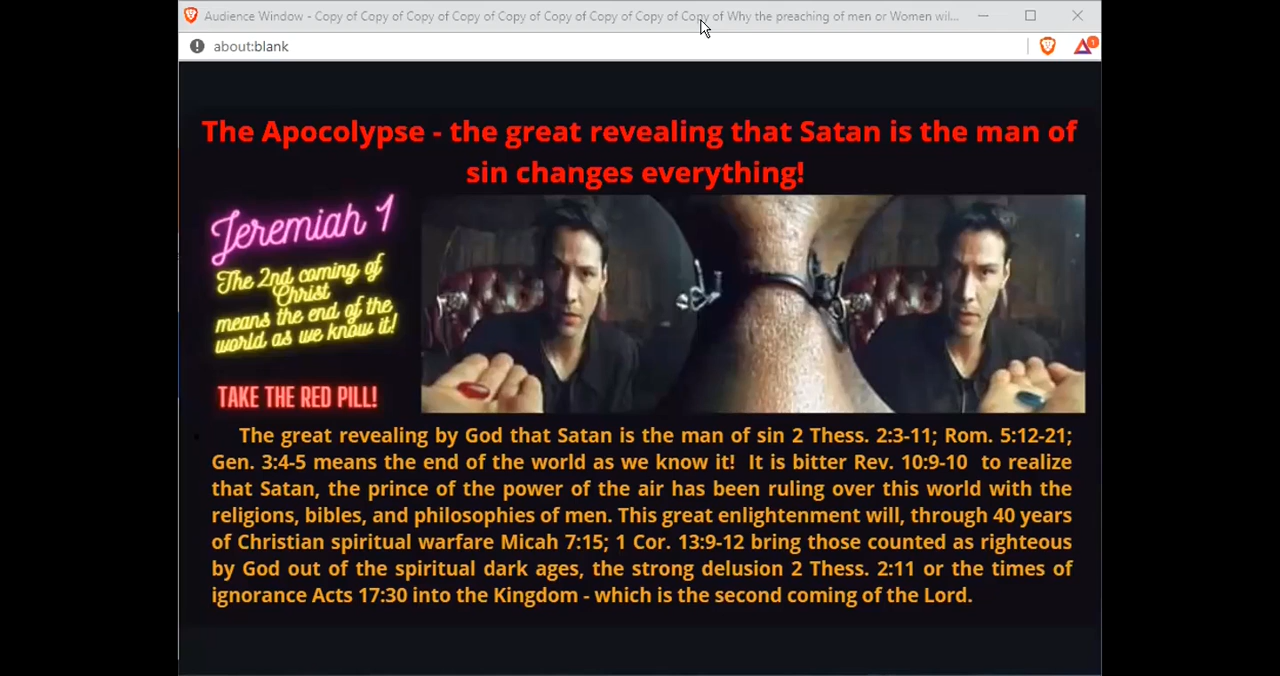 Audience Window - Copy of Copy of Copy of Copy of Copy of Copy of Copy of Copy of Copy of Why the preaching of men or Women wil...
about:blank
1
The Apocolypse - the great revealing that Satan is the man of
sin changes everything!
Jeremiah 1
The 2nd coming of
Christ
means the end of the
world as we know it!
TAKE THE RED PILL!
The great revealing by God that Satan is the man of sin 2 Thess. 2:3-11; Rom. 5:12-21;
Gen. 3:4-5 means the end of the world as we know it! It is bitter Rev. 10:9-10 to realize
that Satan, the prince of the power of the air has been ruling over this world with the
religions, bibles, and philosophies of men. This great enlightenment will, through 40 years
of Christian spiritual warfare Micah 7:15; 1 Cor. 13:9-12 bring those counted as righteous
by God out of the spiritual dark ages, the strong delusion 2 Thess. 2:11 or the times of
ignorance Acts 17:30 into the Kingdom - which is the second coming of the Lord.